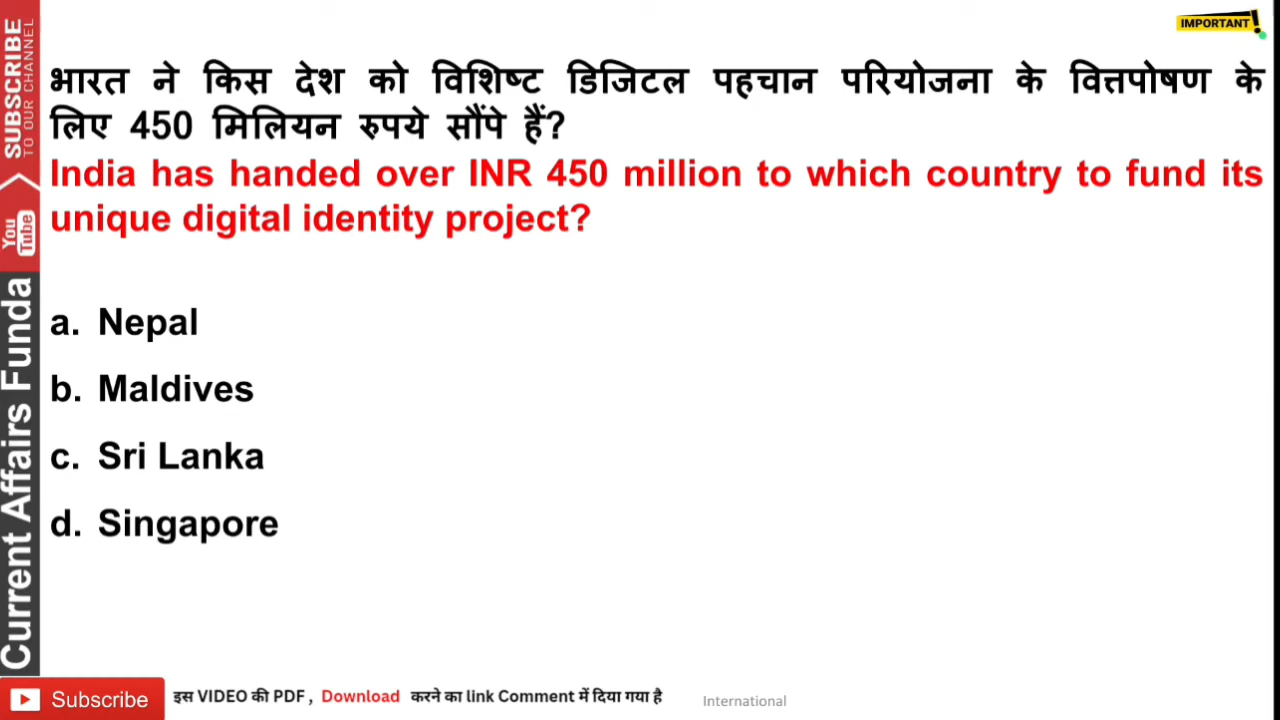 IMPORTANT
भारत ने किस देश को विशिष्ट डिजिटल पहचान परियोजना के वित्तपोषण के
लिए 450 मिलियन रुपये सौंपे हैं?
India has handed over INR 450 million to which country to fund its
unique digital identity project?
a. Nepal
b. Maldives
c. Sri Lanka
d. Singapore
SUBSCRIBE
TO OUR CHANNEL
You
Tube
Current Affairs Funda
Subscribe इस VIDEO की PDF , Download करने का link Comment में दिया गया है International